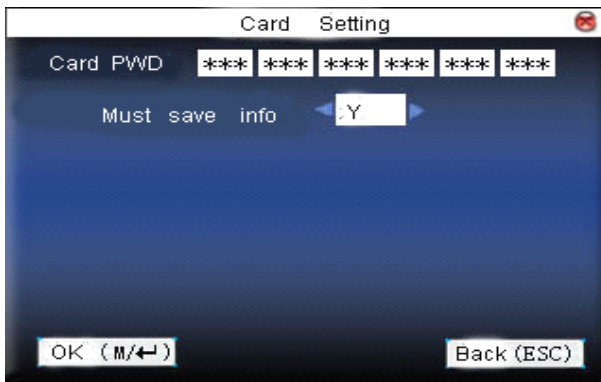 Card Setting
Card PWD *** *** *** *** *** ***
Must save info Y
OK (M/↵)
Back (ESC)